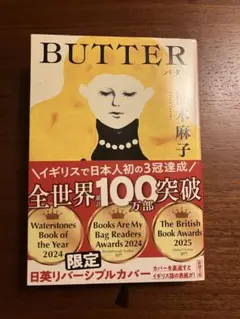 BUTTER
バター
木麻子
\イギリスで日本人初の3冠達成/
全世界100万部突破
Waterstones
Book of
the Year
2024
Books Are My
Bag Readers
Awards 2024
The British
Book Awards
2025
限定
日英リバーシブルカバー
カバーを裏返すと
イギリス版の表紙が!